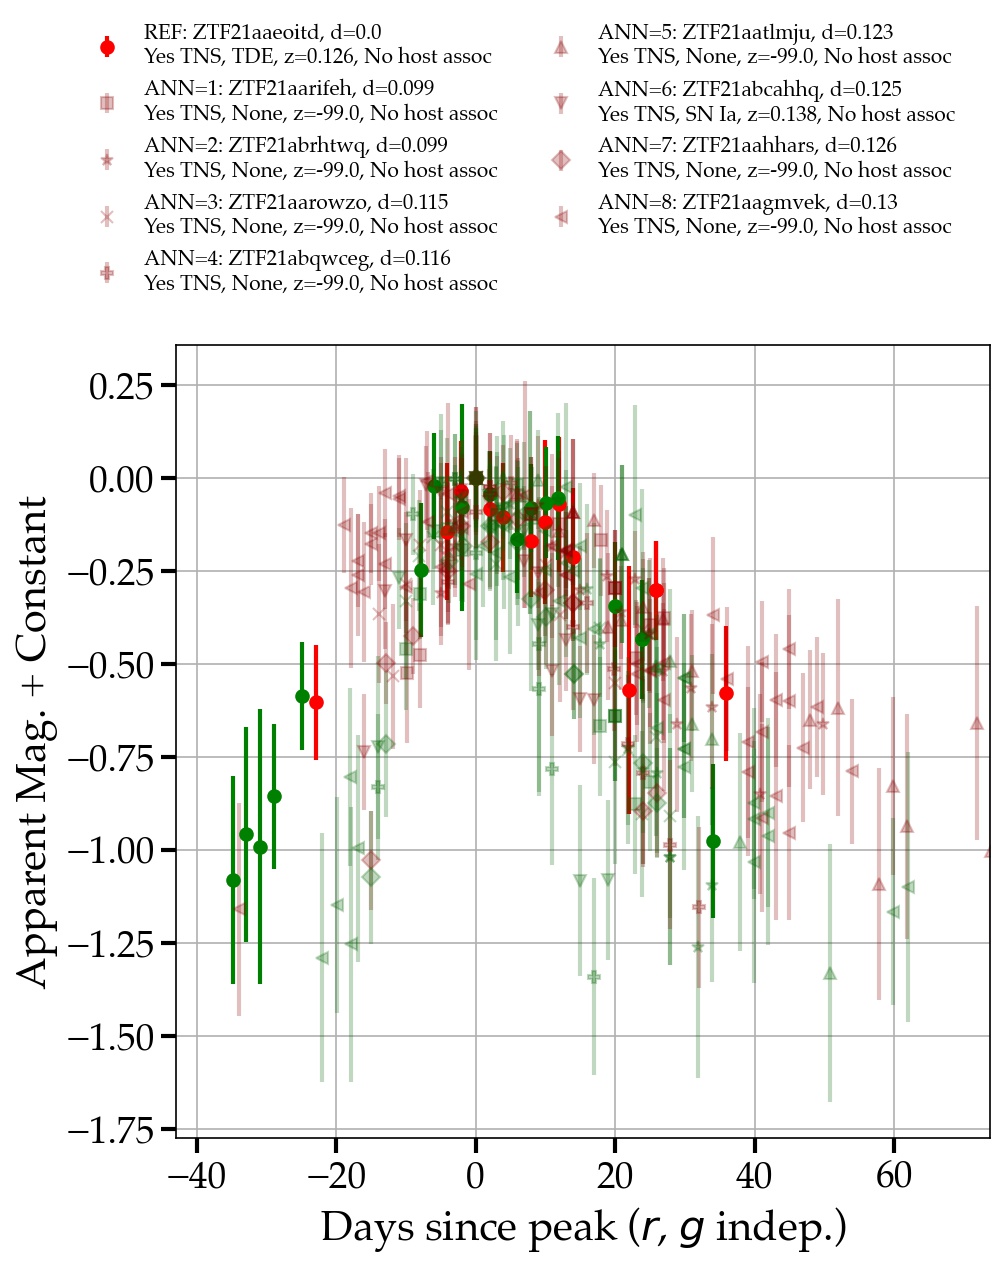 REF: ZTF21aaeoitd, d=0.0
Yes TNS, TDE, z=0.126, No host assoc
ANN=1: ZTF21aarifeh, d=0.099
Yes TNS, None, z=-99.0, No host assoc
ANN=2: ZTF21abrhtwq, d=0.099
Yes TNS, None, z=-99.0, No host assoc
ANN=3: ZTF21aarowzo, d=0.115
Yes TNS, None, z=-99.0, No host assoc
ANN=4: ZTF21abqwceg, d=0.116
Yes TNS, None, z=-99.0, No host assoc
ANN=5: ZTF21aatlmju, d=0.123
Yes TNS, None, z=-99.0, No host assoc
ANN=6: ZTF21abcahhq, d=0.125
Yes TNS, SN Ia, z=0.138, No host assoc
ANN=7: ZTF21aahhars, d=0.126
Yes TNS, None, z=-99.0, No host assoc
ANN=8: ZTF21aagmvek, d=0.13
Yes TNS, None, z=-99.0, No host assoc
Apparent Mag. + Constant
0.25
0.00
−0.25
−0.50
−0.75
−1.00
−1.25
−1.50
−1.75
−40 −20 0 20 40 60
Days since peak (r, g indep.)